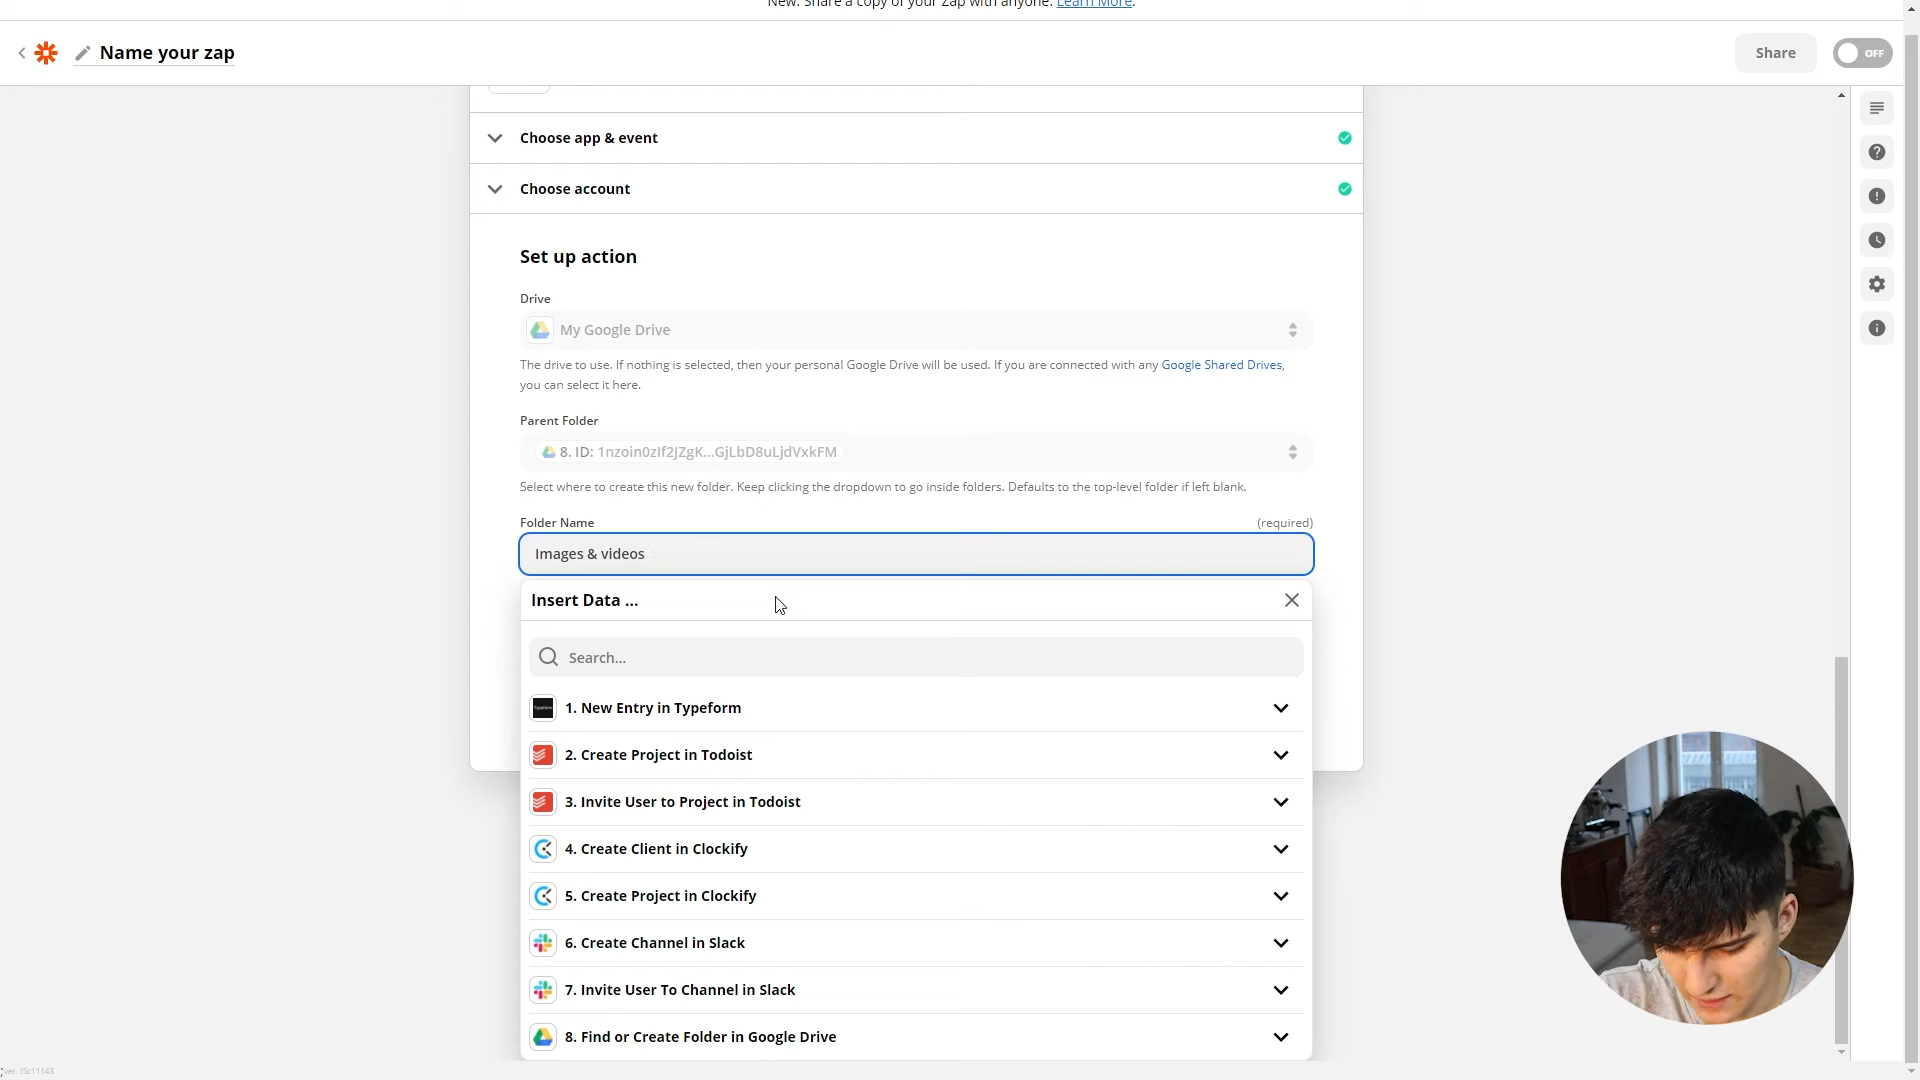 New: Share a copy of your Zap with anyone. Learn More.
Name your zap
Share
OFF
Choose app & event
Choose account
Set up action
Drive
My Google Drive
The drive to use. If nothing is selected, then your personal Google Drive will be used. If you are connected with any Google Shared Drives,
you can select it here.
Parent Folder
8. ID: 1nzoin0zIf2JZgK...GjLbD8uLjdVxkFM
Select where to create this new folder. Keep clicking the dropdown to go inside folders. Defaults to the top-level folder if left blank.
Folder Name
(required)
Images & videos
Insert Data ...
Search...
1. New Entry in Typeform
2. Create Project in Todoist
3. Invite User to Project in Todoist
4. Create Client in Clockify
5. Create Project in Clockify
6. Create Channel in Slack
7. Invite User To Channel in Slack
8. Find or Create Folder in Google Drive